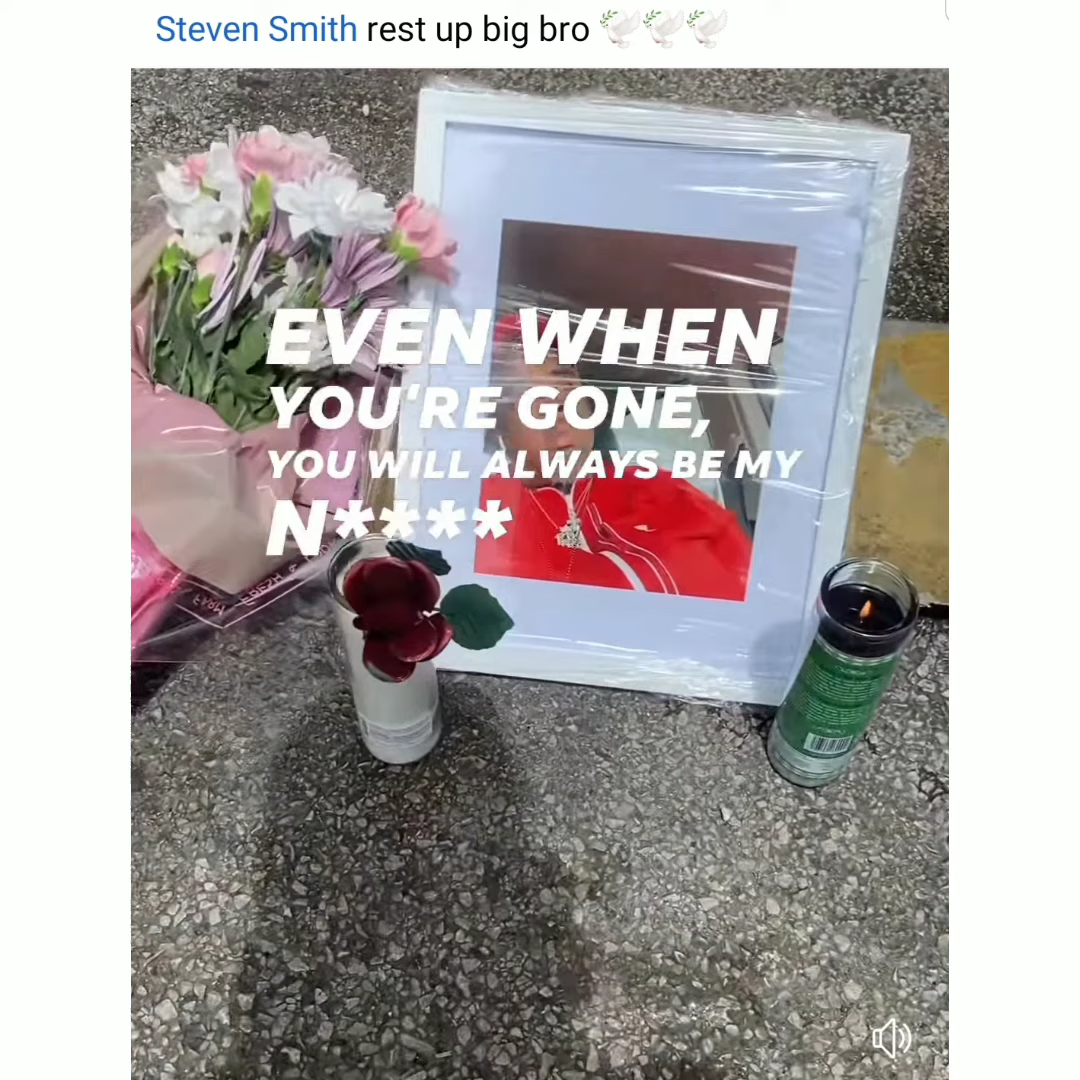 Steven Smith rest up big bro 🕊️🕊️🕊️
EVEN WHEN
YOU'RE GONE,
YOU WILL ALWAYS BE MY
N****